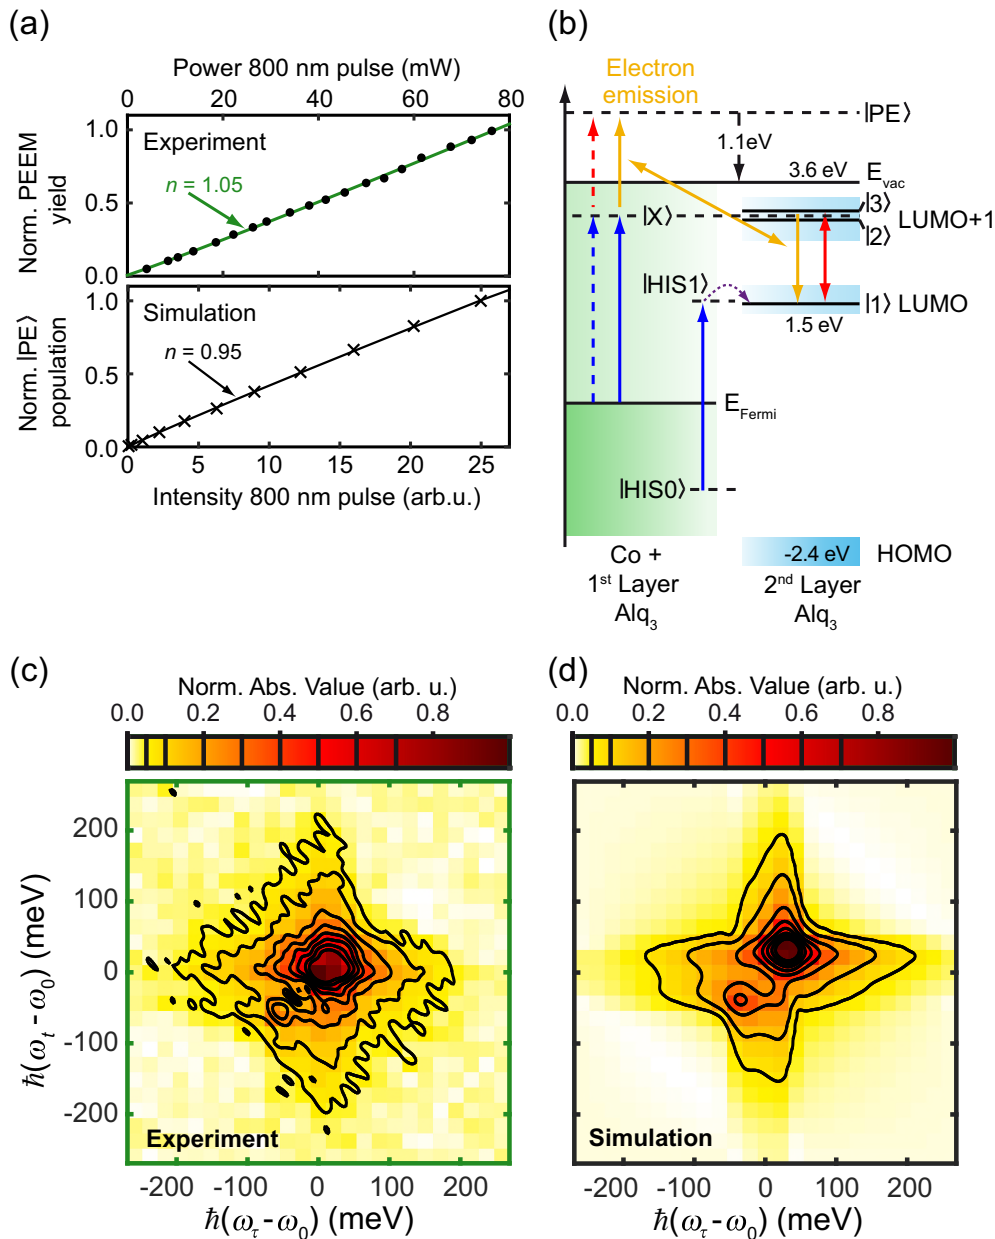 (a)
Power 800 nm pulse (mW)
0 20 40 60 80
Norm. PEEM
yield
1.0
0.5
0.0
Experiment
n = 1.05
Norm. |PE⟩
population
1.0
0.5
0.0
Simulation
n = 0.95
0 5 10 15 20 25
Intensity 800 nm pulse (arb.u.)
(b)
Electron
emission
|PE⟩
1.1eV
3.6 eV
E_vac
|X⟩
|3⟩
LUMO+1
|2⟩
|HIS1⟩
|1⟩ LUMO
1.5 eV
E_Fermi
|HIS0⟩
-2.4 eV
HOMO
Co +
1st Layer
Alq3
2nd Layer
Alq3
(c)
Norm. Abs. Value (arb. u.)
0.0 0.2 0.4 0.6 0.8
ℏ(ω_t - ω_0) (meV)
200
100
0
-100
-200
Experiment
-200 -100 0 100 200
ℏ(ω_τ - ω_0) (meV)
(d)
Norm. Abs. Value (arb. u.)
0.0 0.2 0.4 0.6 0.8
Simulation
-200 -100 0 100 200
ℏ(ω_τ - ω_0) (meV)